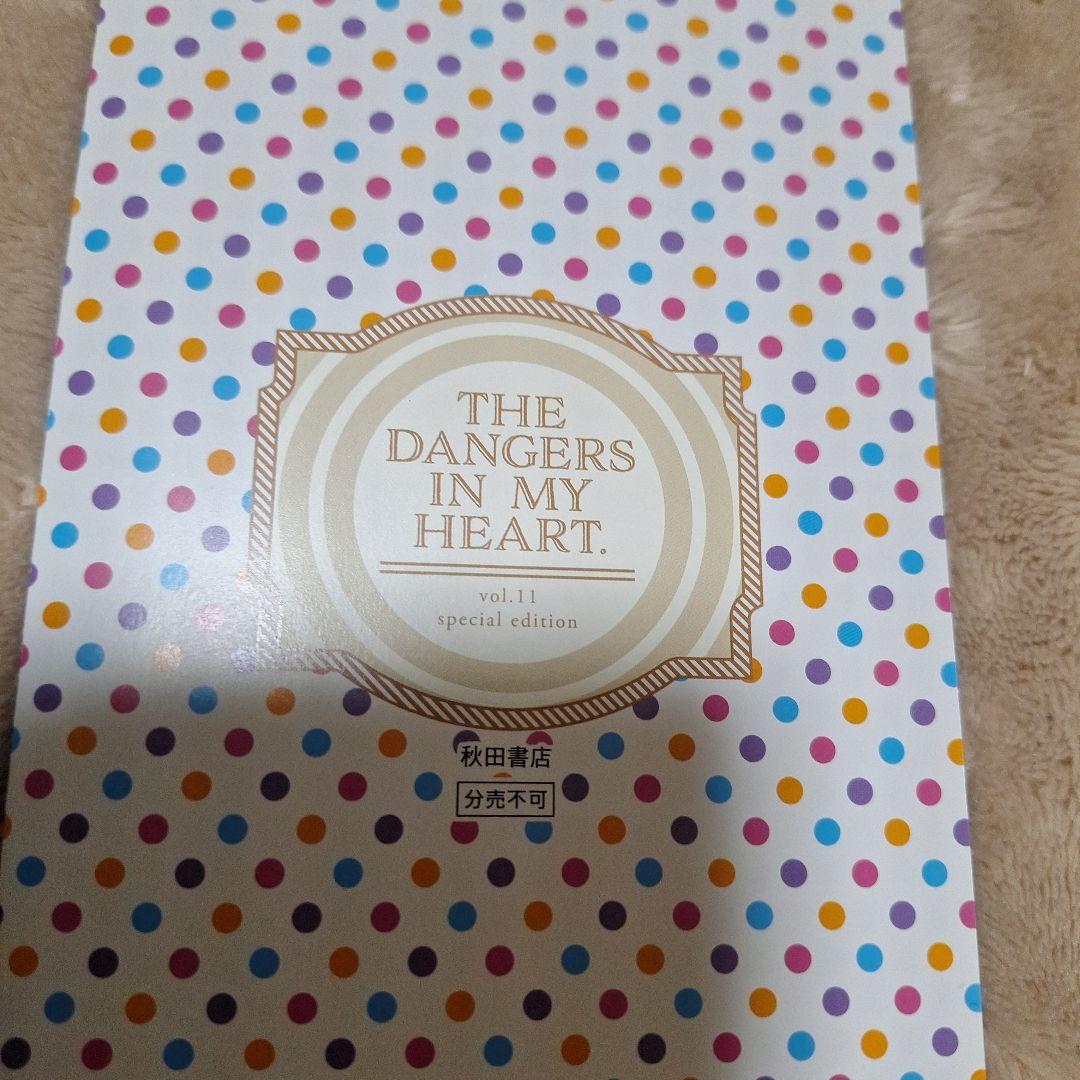 THE
DANGERS
IN MY
HEART.
vol.11
special edition
秋田書店
分売不可